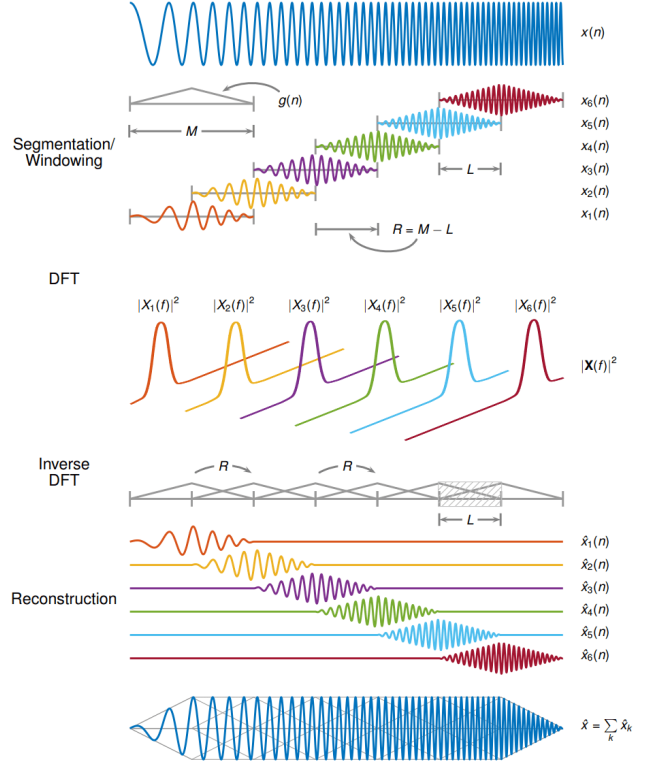 x(n)
g(n)
M
Segmentation/
Windowing
x₆(n)
x₅(n)
x₄(n)
L
x₃(n)
x₂(n)
x₁(n)
R = M − L
DFT
|X₁(f)|² |X₂(f)|² |X₃(f)|² |X₄(f)|² |X₅(f)|² |X₆(f)|²
|𝐗(f)|²
Inverse
DFT
R R
L
Reconstruction
x̂₁(n)
x̂₂(n)
x̂₃(n)
x̂₄(n)
x̂₅(n)
x̂₆(n)
x̂ = ∑ x̂ₖ
k